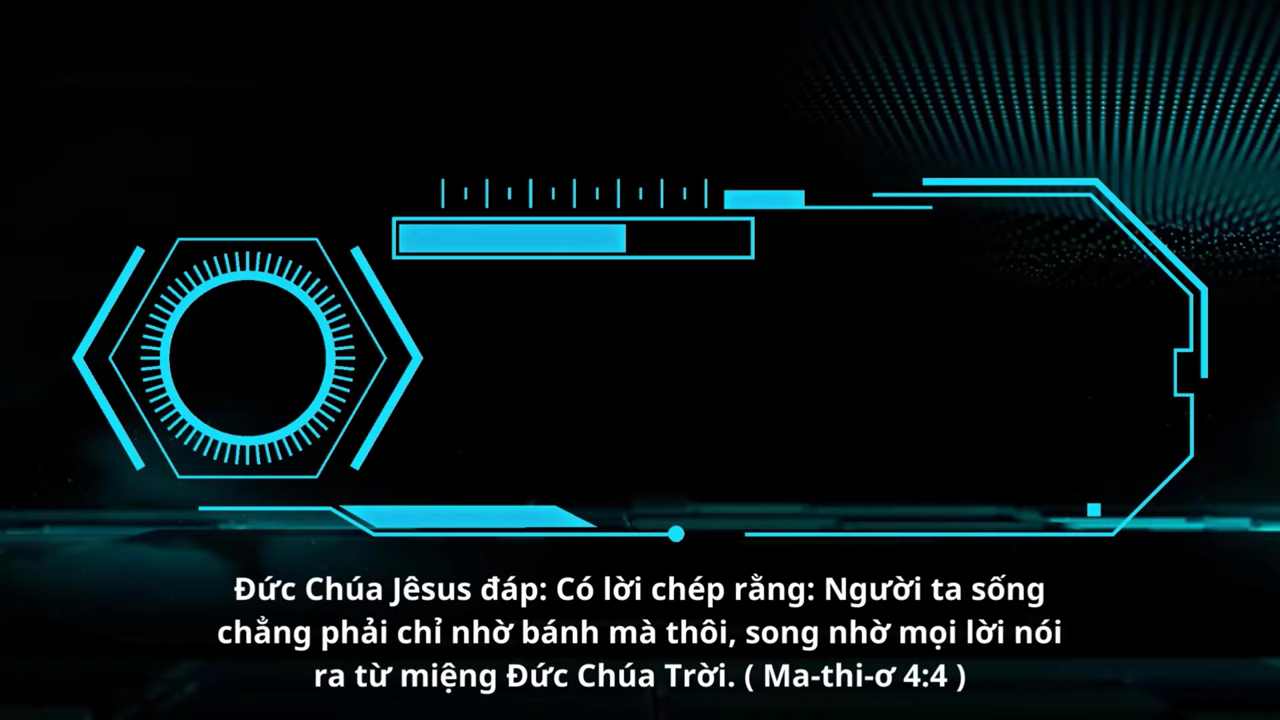 Đức Chúa Jêsus đáp: Có lời chép rằng: Người ta sống
chẳng phải chỉ nhờ bánh mà thôi, song nhờ mọi lời nói
ra từ miệng Đức Chúa Trời. ( Ma-thi-ơ 4:4 )